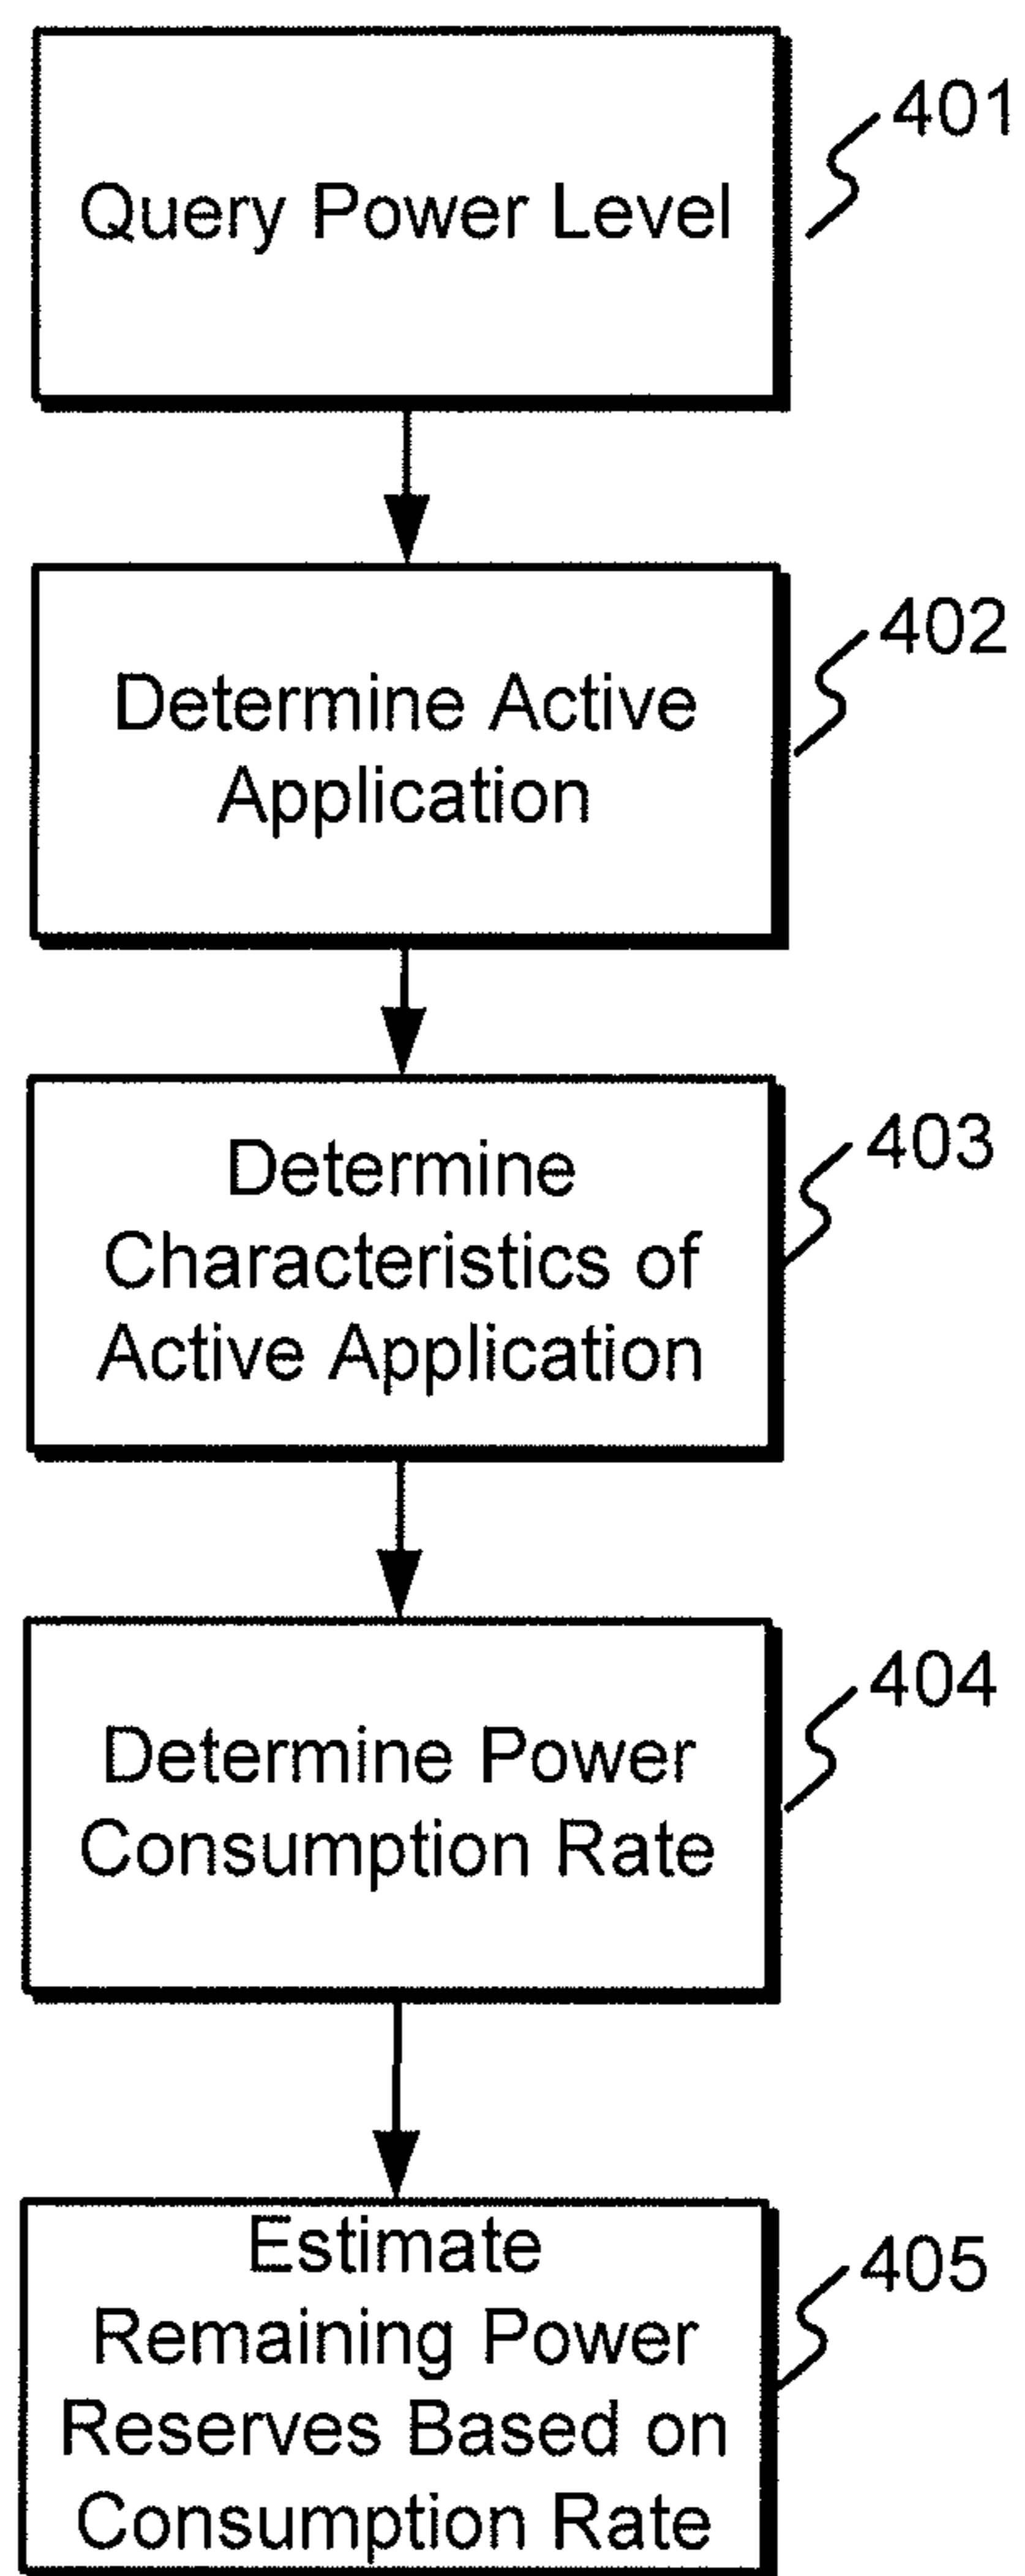 401
Query Power Level
402
Determine Active
Application
403
Determine
Characteristics of
Active Application
404
Determine Power
Consumption Rate
405
Estimate
Remaining Power
Reserves Based on
Consumption Rate